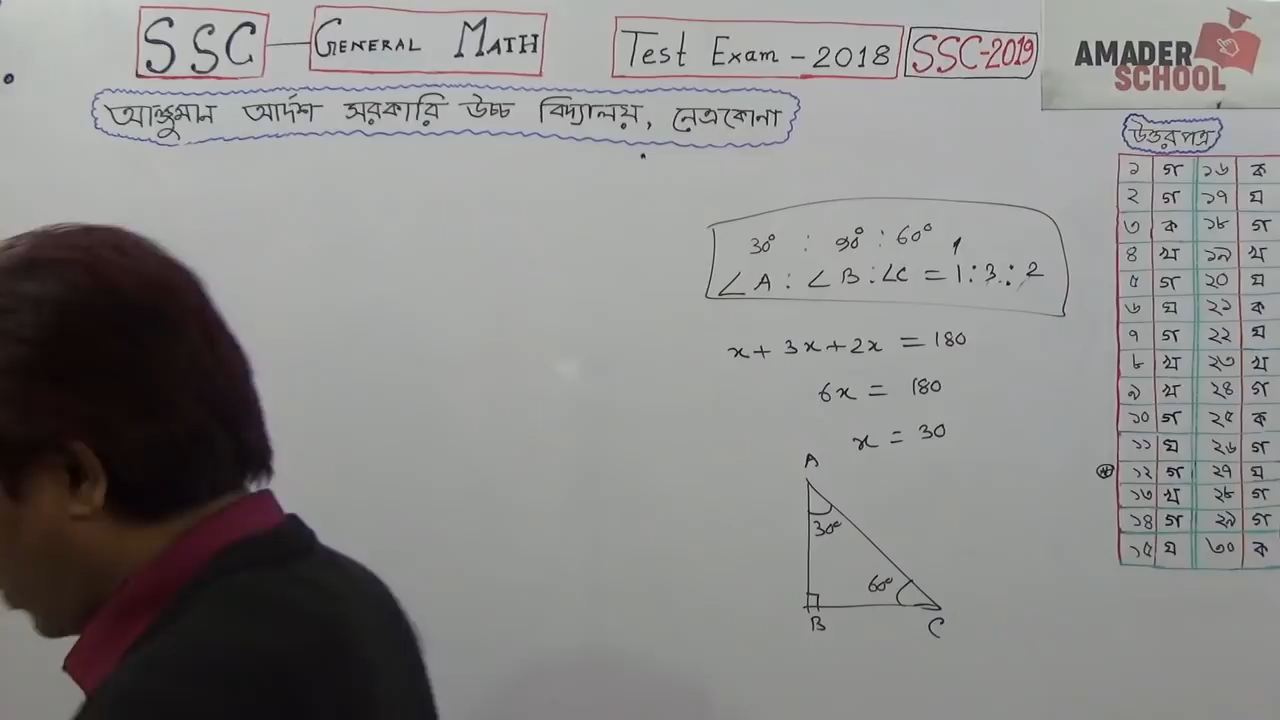 SSC — GENERAL MATH Test Exam - 2018 SSC-2019
AMADER SCHOOL
আঞ্জুমান আর্দশ সরকারি উচ্চ বিদ্যালয়, নেত্রকোনা
উত্তরপত্র
১ গ ১৬ ক
২ গ ১৭ ঘ
৩ ক ১৮ গ
৪ খ ১৯ খ
৫ গ ২০ ঘ
৬ ঘ ২১ ক
৭ গ ২২ ঘ
৮ খ ২৩ খ
৯ খ ২৪ গ
১০ গ ২৫ ক
১১ ঘ ২৬ গ
১২ গ ২৭ ঘ
১৩ খ ২৮ গ
১৪ গ ২৯ গ
১৫ ঘ ৩০ ক
30° : 90° : 60°
∠A : ∠B : ∠C = 1 : 3 : 2
x + 3x + 2x = 180
6x = 180
x = 30
A
30°
60°
B C